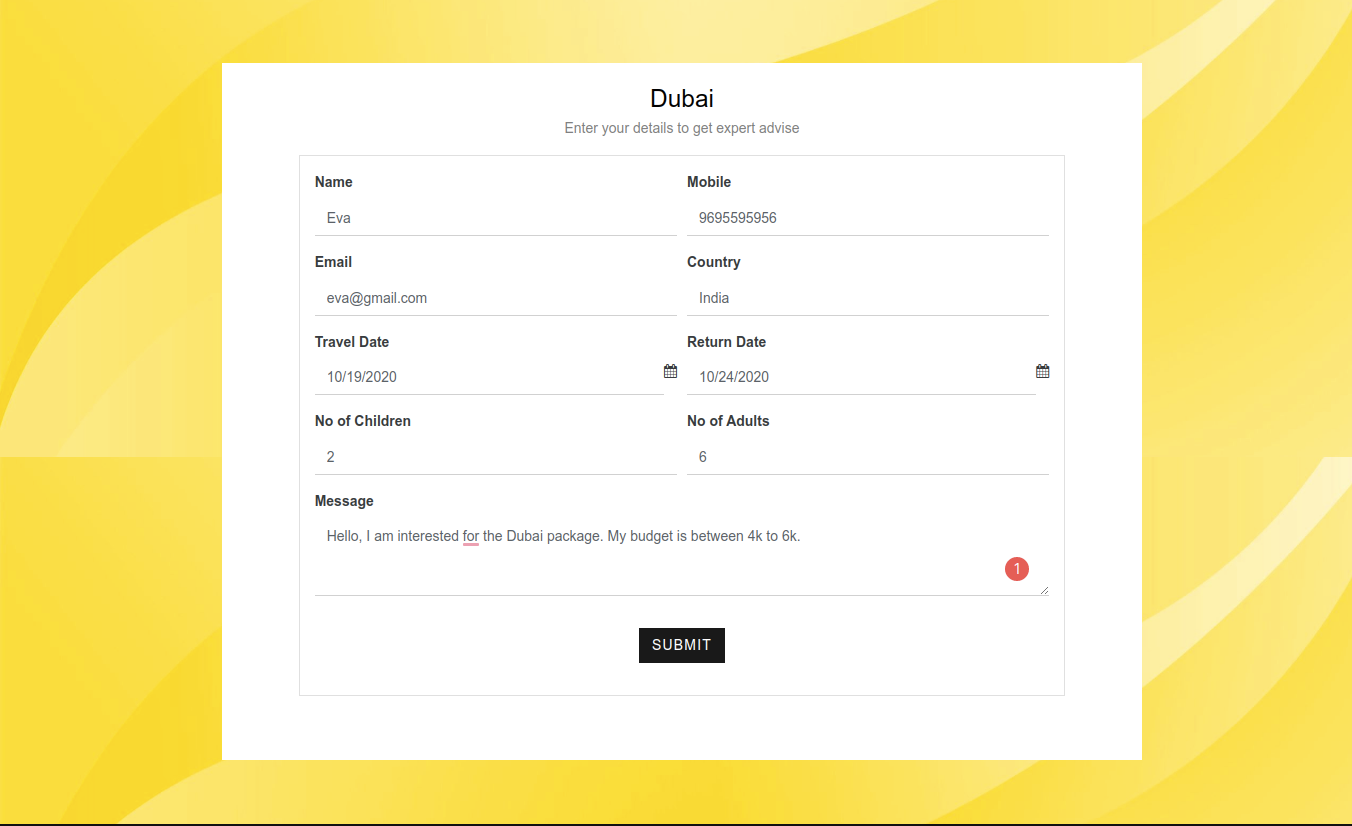 Dubai
Enter your details to get expert advise
Name
Mobile
Eva
9695595956
Email
Country
eva@gmail.com
India
Travel Date
Return Date
10/19/2020
10/24/2020
No of Children
No of Adults
2
6
Message
Hello, I am interested for the Dubai package. My budget is between 4k to 6k.
1
SUBMIT